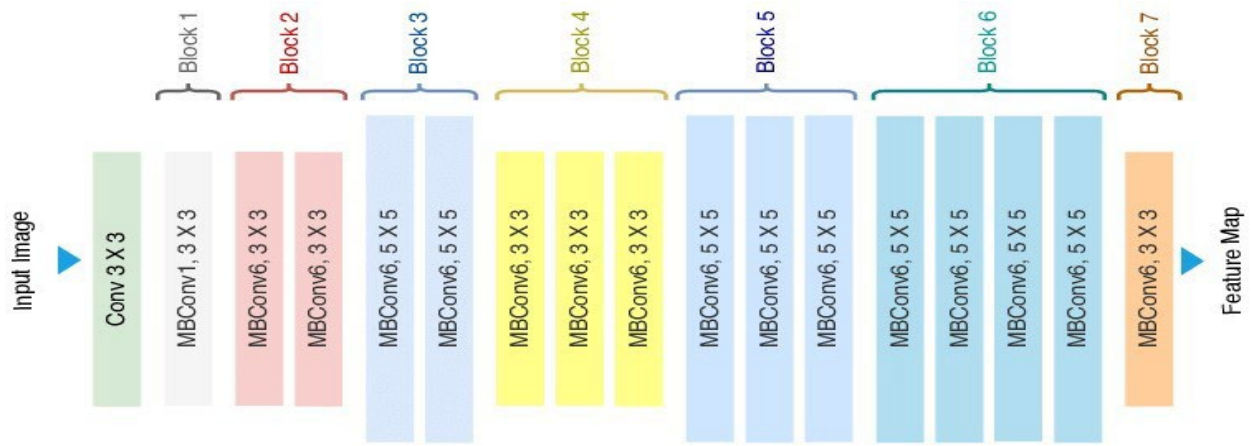 Block 1
Block 2
Block 3
Block 4
Block 5
Block 6
Block 7
Input Image
Conv 3 X 3
MBConv1, 3 X 3
MBConv6, 3 X 3
MBConv6, 3 X 3
MBConv6, 5 X 5
MBConv6, 5 X 5
MBConv6, 3 X 3
MBConv6, 3 X 3
MBConv6, 3 X 3
MBConv6, 5 X 5
MBConv6, 5 X 5
MBConv6, 5 X 5
MBConv6, 5 X 5
MBConv6, 5 X 5
MBConv6, 5 X 5
MBConv6, 5 X 5
MBConv6, 3 X 3
Feature Map